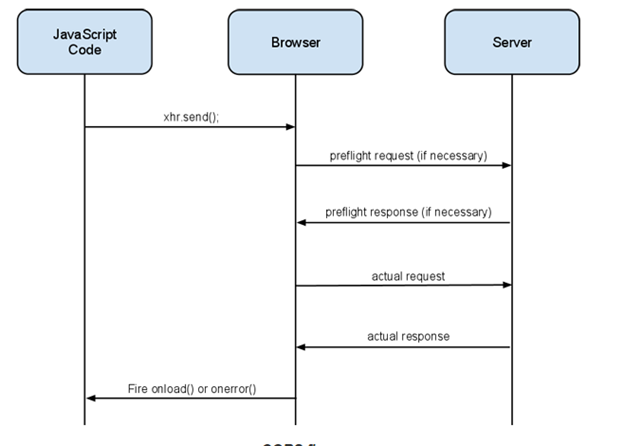 JavaScript
Code
Browser
Server
xhr.send();
preflight request (if necessary)
preflight response (if necessary)
actual request
actual response
Fire onload() or onerror()